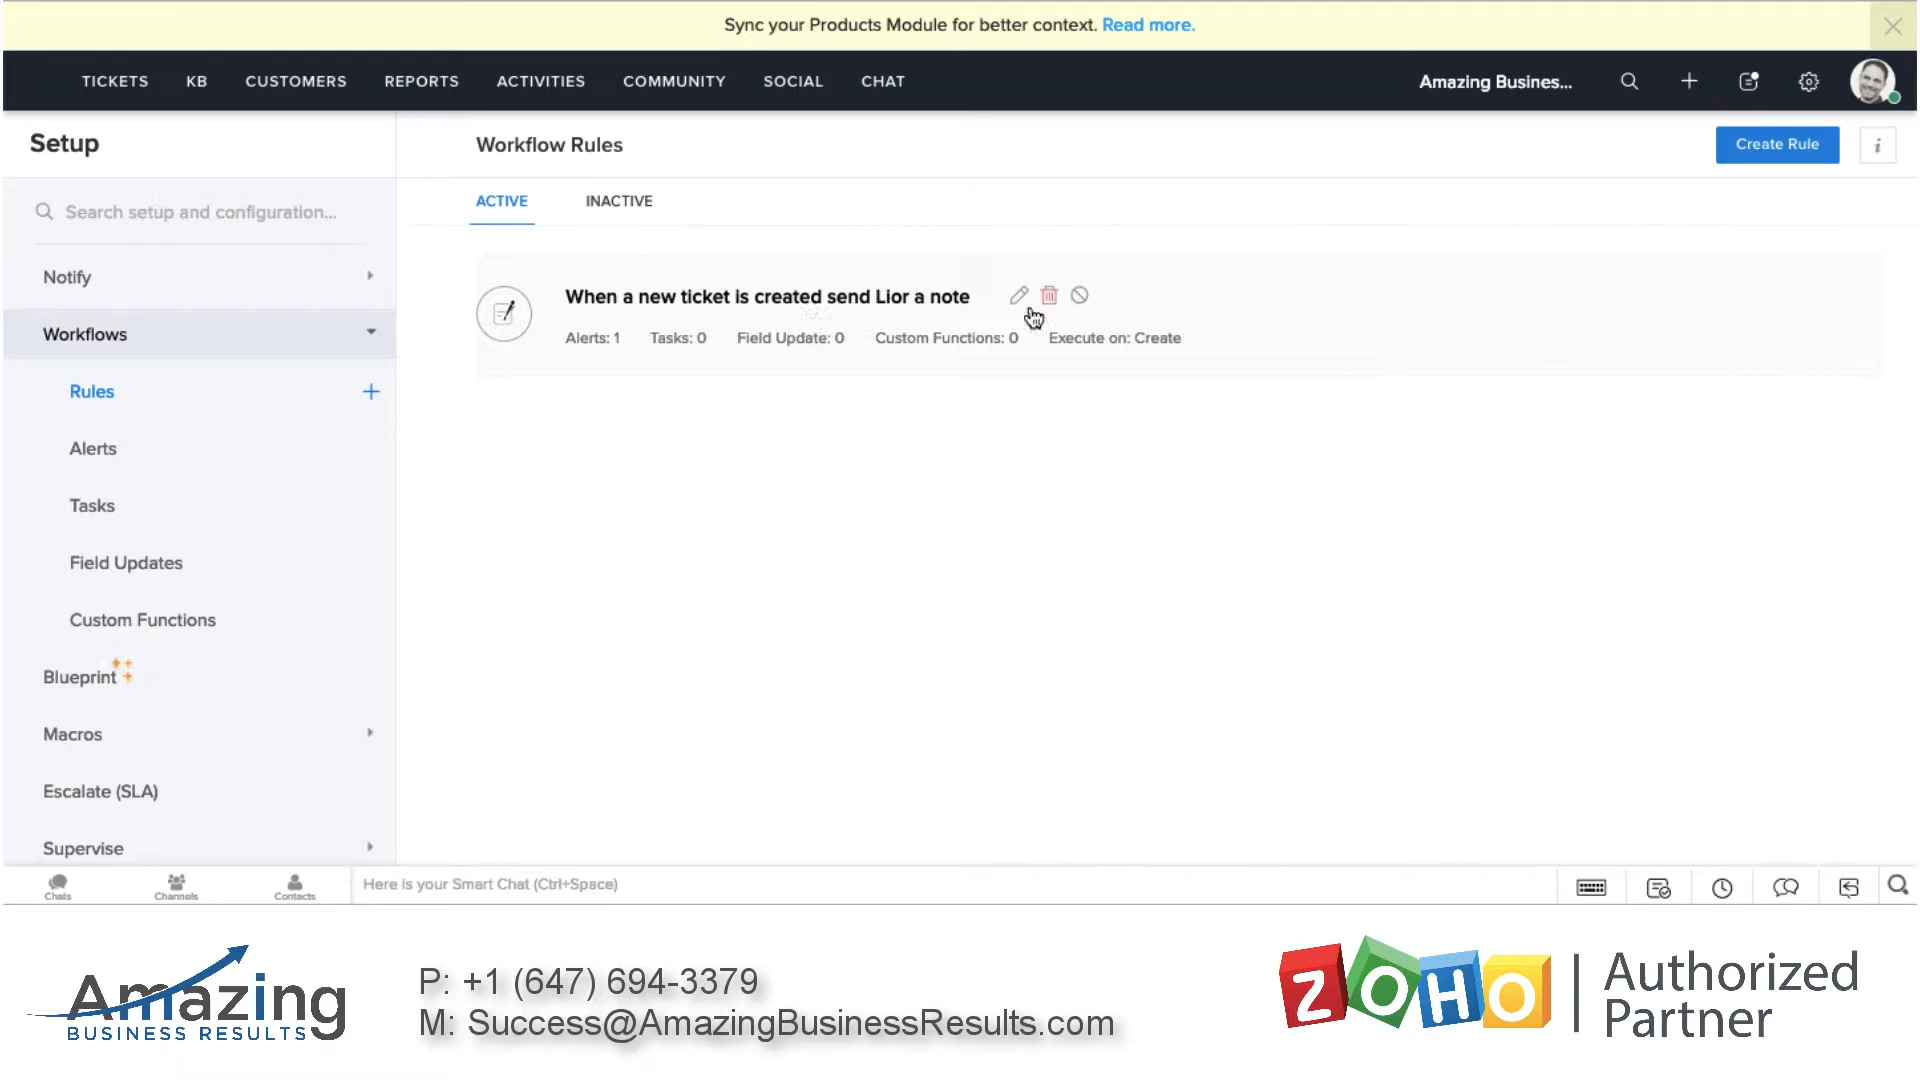 Sync your Products Module for better context. Read more.
TICKETS KB CUSTOMERS REPORTS ACTIVITIES COMMUNITY SOCIAL CHAT Amazing Busines...
Setup
Workflow Rules
Create Rule
i
Search setup and configuration...
ACTIVE INACTIVE
Notify
When a new ticket is created send Lior a note
Alerts: 1 Tasks: 0 Field Update: 0 Custom Functions: 0 Execute on: Create
Workflows
Rules
Alerts
Tasks
Field Updates
Custom Functions
Blueprint
Macros
Escalate (SLA)
Supervise
Chats Channels Contacts Here is your Smart Chat (Ctrl+Space)
Amazing
BUSINESS RESULTS
P: +1 (647) 694-3379
M: Success@AmazingBusinessResults.com
ZOHO
Authorized
Partner